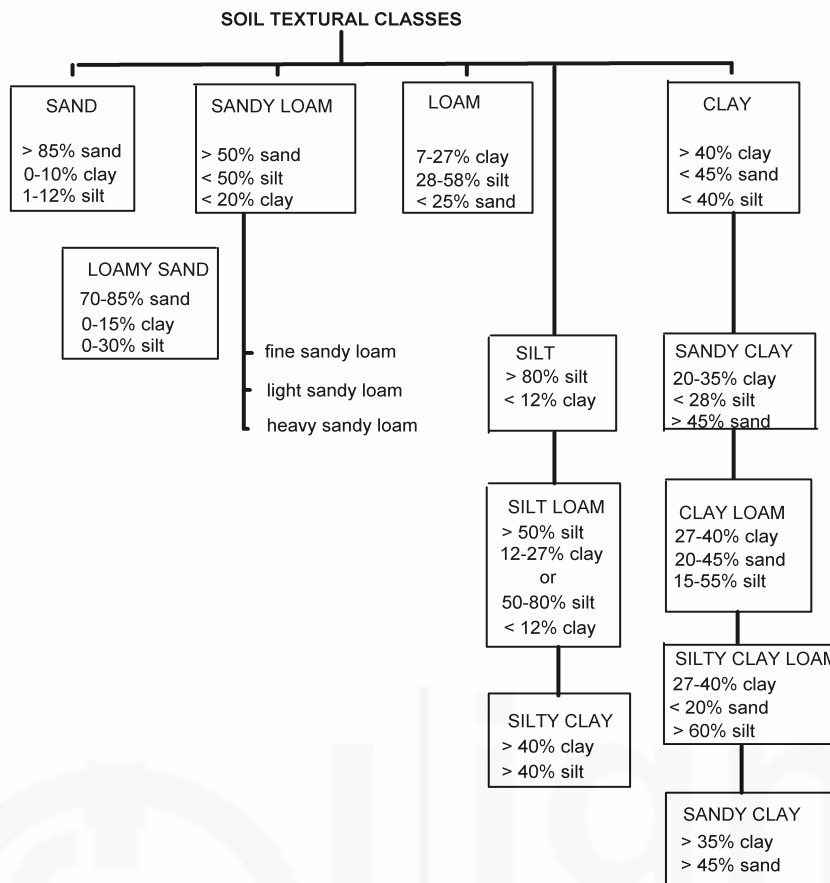 SOIL TEXTURAL CLASSES
SAND
> 85% sand
0-10% clay
1-12% silt
SANDY LOAM
> 50% sand
< 50% silt
< 20% clay
LOAM
7-27% clay
28-58% silt
< 25% sand
CLAY
> 40% clay
< 45% sand
< 40% silt
LOAMY SAND
70-85% sand
0-15% clay
0-30% silt
fine sandy loam
light sandy loam
heavy sandy loam
SILT
> 80% silt
< 12% clay
SILT LOAM
> 50% silt
12-27% clay
or
50-80% silt
< 12% clay
SILTY CLAY
> 40% clay
> 40% silt
SANDY CLAY
20-35% clay
< 28% silt
> 45% sand
CLAY LOAM
27-40% clay
20-45% sand
15-55% silt
SILTY CLAY LOAM
27-40% clay
< 20% sand
> 60% silt
SANDY CLAY
> 35% clay
> 45% sand